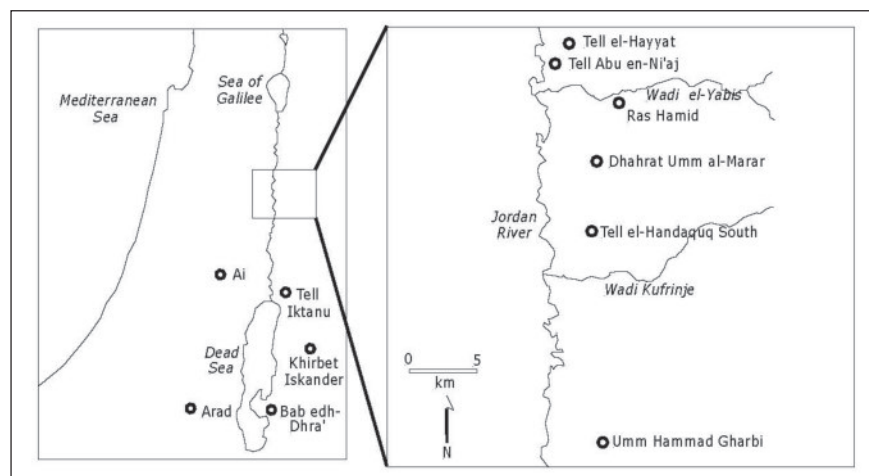 Mediterranean
Sea
Sea of
Galilee
Ai
Tell
Iktanu
Dead
Sea
Khirbet
Iskander
Arad
Bab edh-
Dhra'
Tell el-Hayyat
Tell Abu en-Ni'aj
Wadi el-Yabis
Ras Hamid
Dhahrat Umm al-Marar
Jordan
River
Tell el-Handaquq South
Wadi Kufrinje
0 5
km
N
Umm Hammad Gharbi